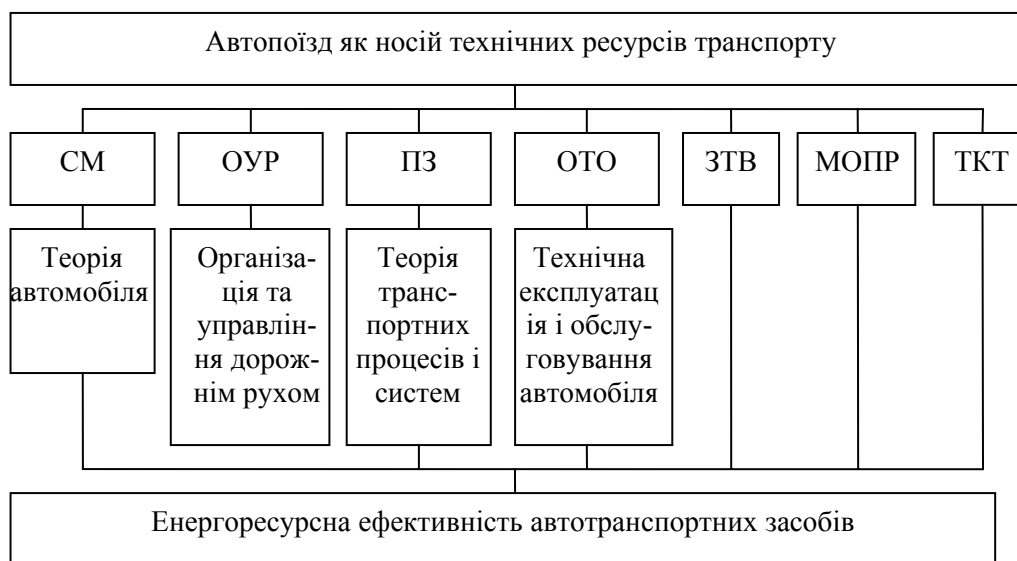 Автопоїзд як носій технічних ресурсів транспорту
СМ
ОУР
ПЗ
ОТО
ЗТВ
МОПР
ТКТ
Теорія
автомобіля
Організа-
ція та
управлін-
ня дорож-
нім рухом
Теорія
транс-
портних
процесів і
систем
Технічна
експлуатац
ія і обслу-
говування
автомобіля
Енергоресурсна ефективність автотранспортних засобів